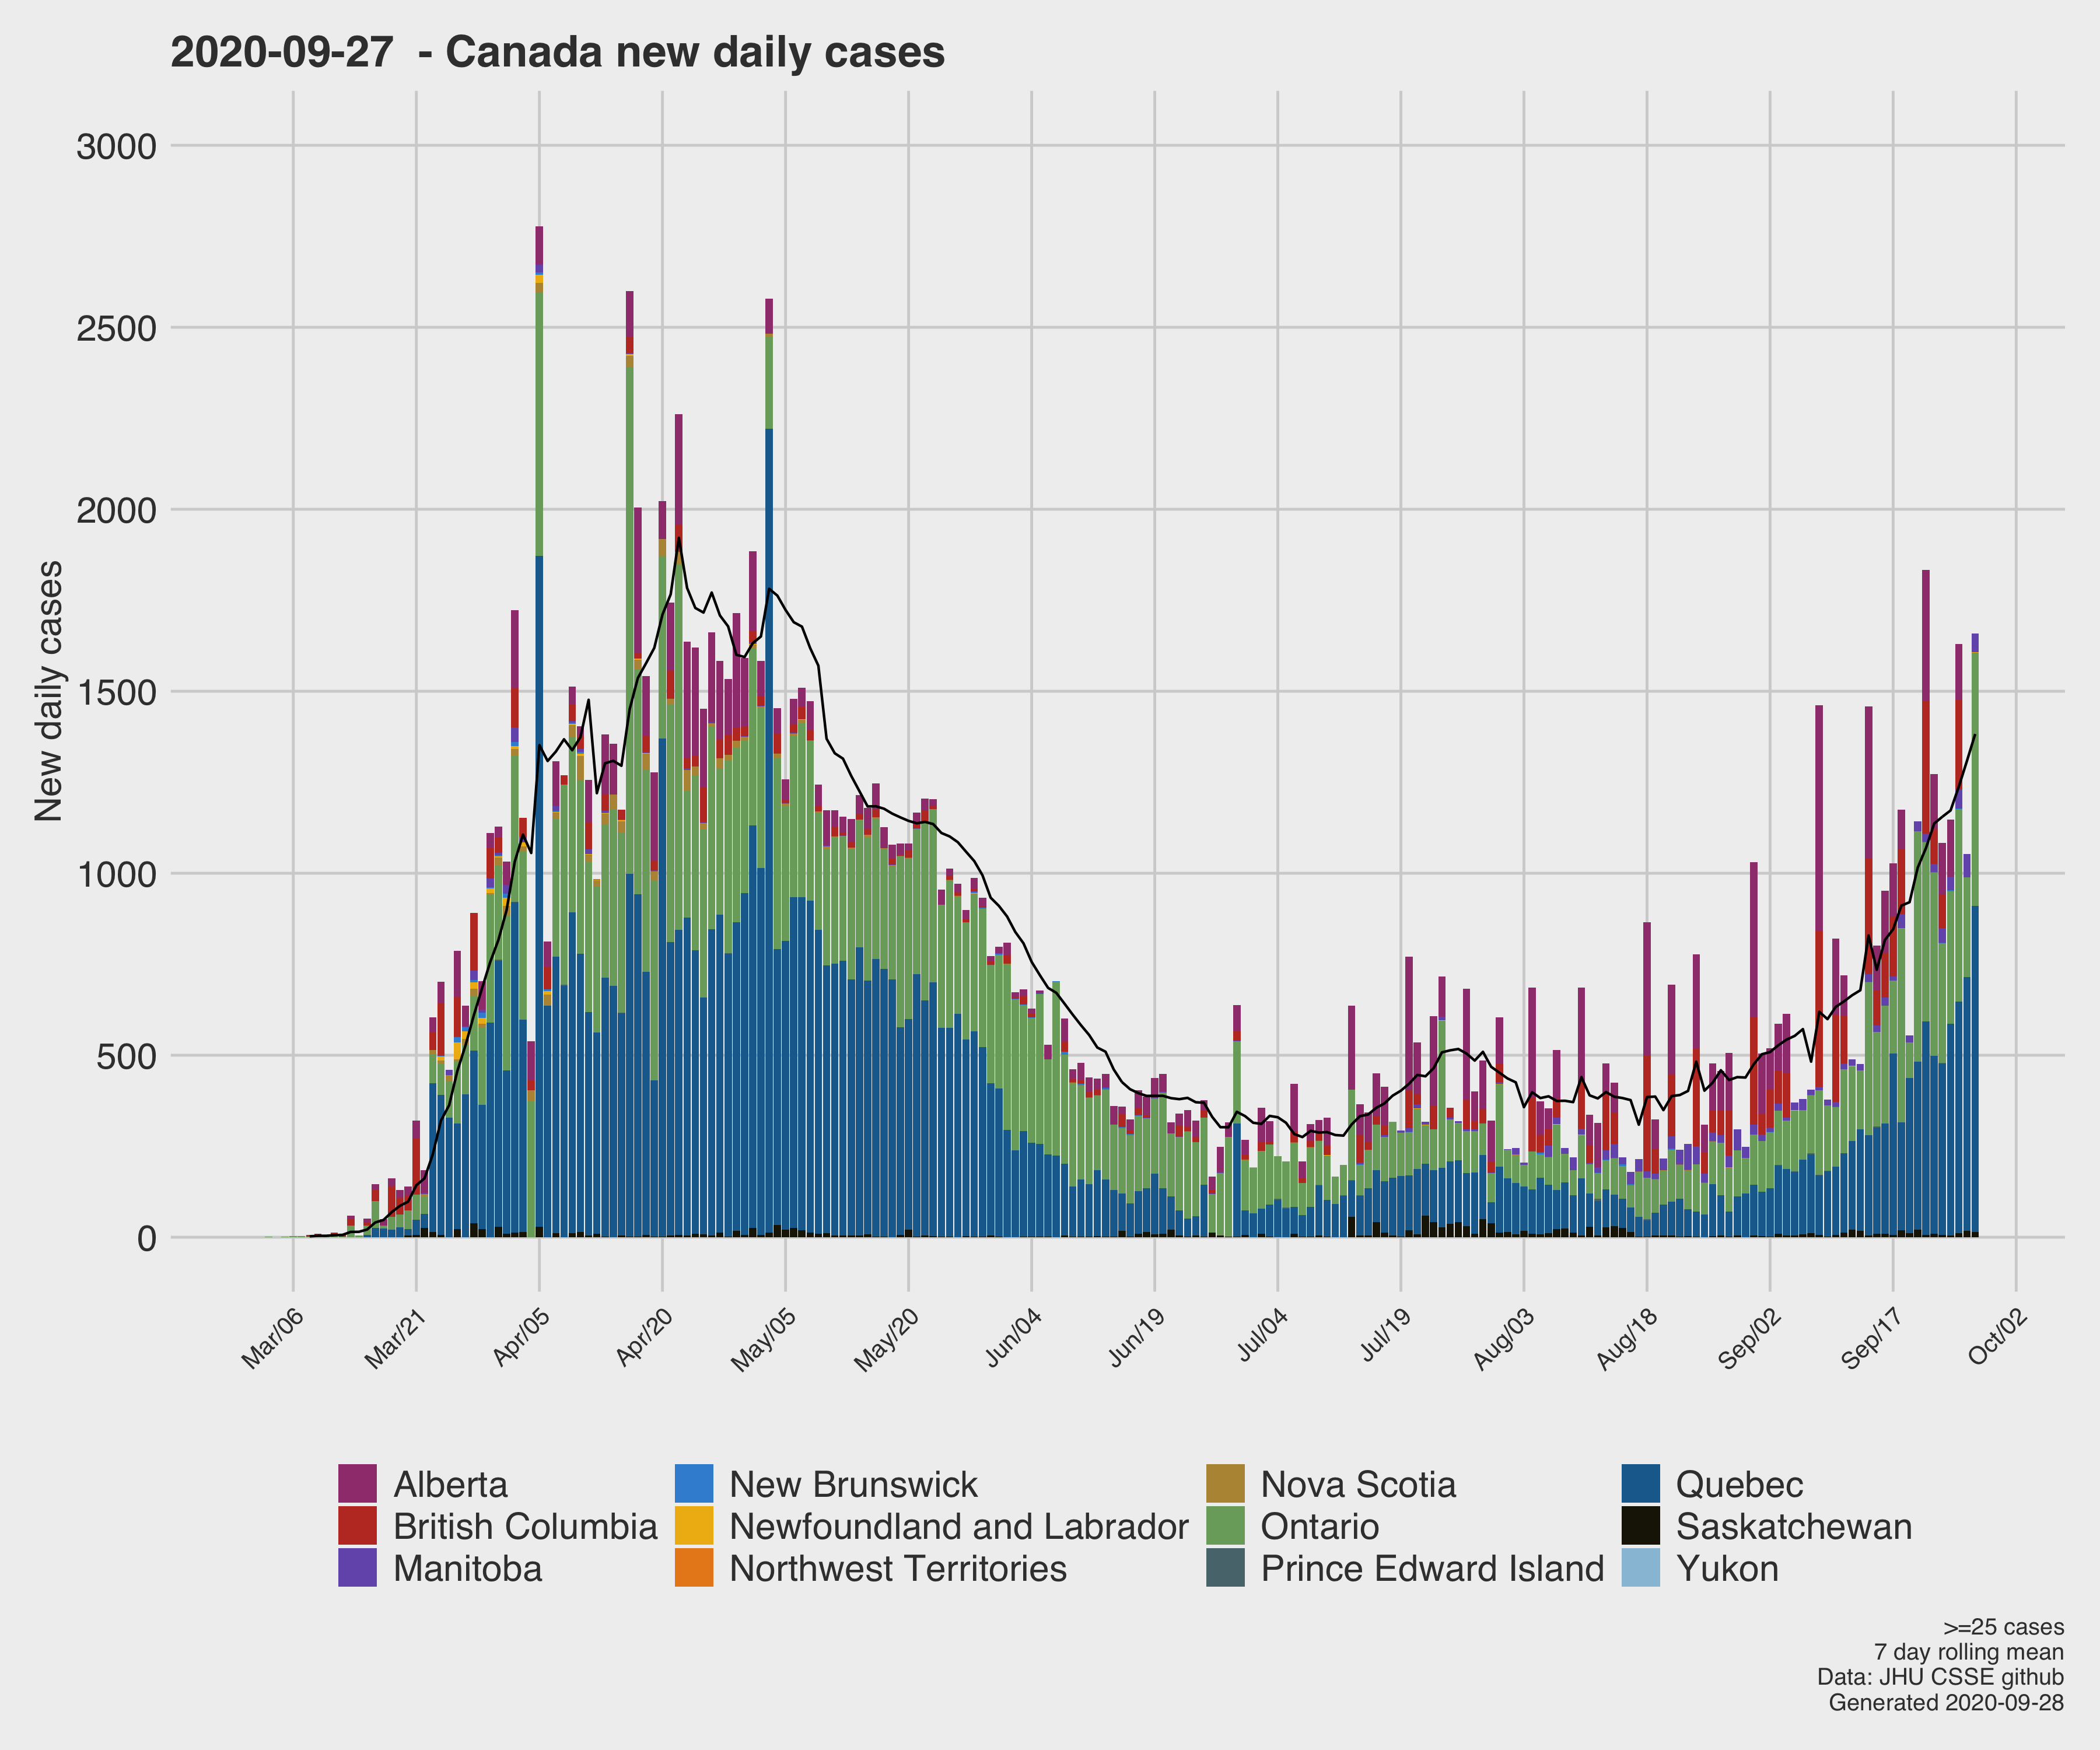 2020-09-27  - Canada new daily cases
New daily cases
3000
2500
2000
1500
1000
500
0
Mar/06
Mar/21
Apr/05
Apr/20
May/05
May/20
Jun/04
Jun/19
Jul/04
Jul/19
Aug/03
Aug/18
Sep/02
Sep/17
Oct/02
Alberta
New Brunswick
Nova Scotia
Quebec
British Columbia
Newfoundland and Labrador
Ontario
Saskatchewan
Manitoba
Northwest Territories
Prince Edward Island
Yukon
>=25 cases
7 day rolling mean
Data: JHU CSSE github
Generated 2020-09-28